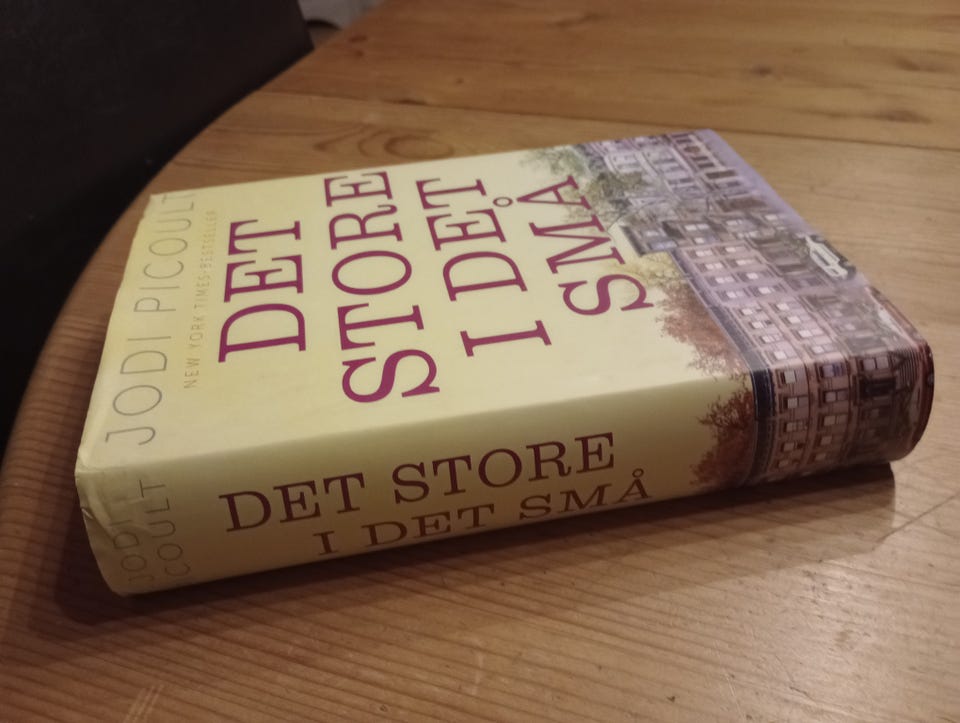 JODI PICOULT
NEW YORK TIMES-BESTSELLER
DET
STORE
I DET
SMÅ
JODI
COULT
DET STORE
I DET SMÅ